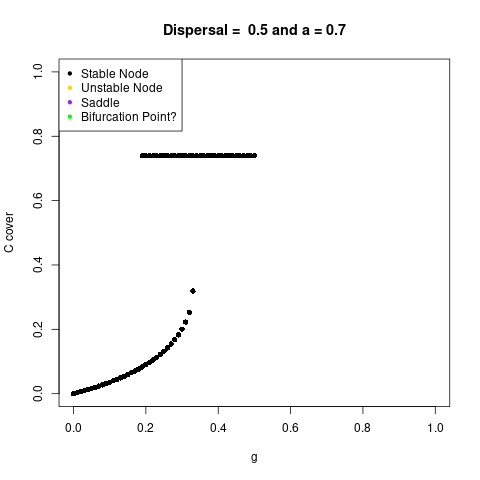 Dispersal =  0.5 and a = 0.7
Stable Node
Unstable Node
Saddle
Bifurcation Point?
C cover
1.0
0.8
0.6
0.4
0.2
0.0
0.0 0.2 0.4 0.6 0.8 1.0
g